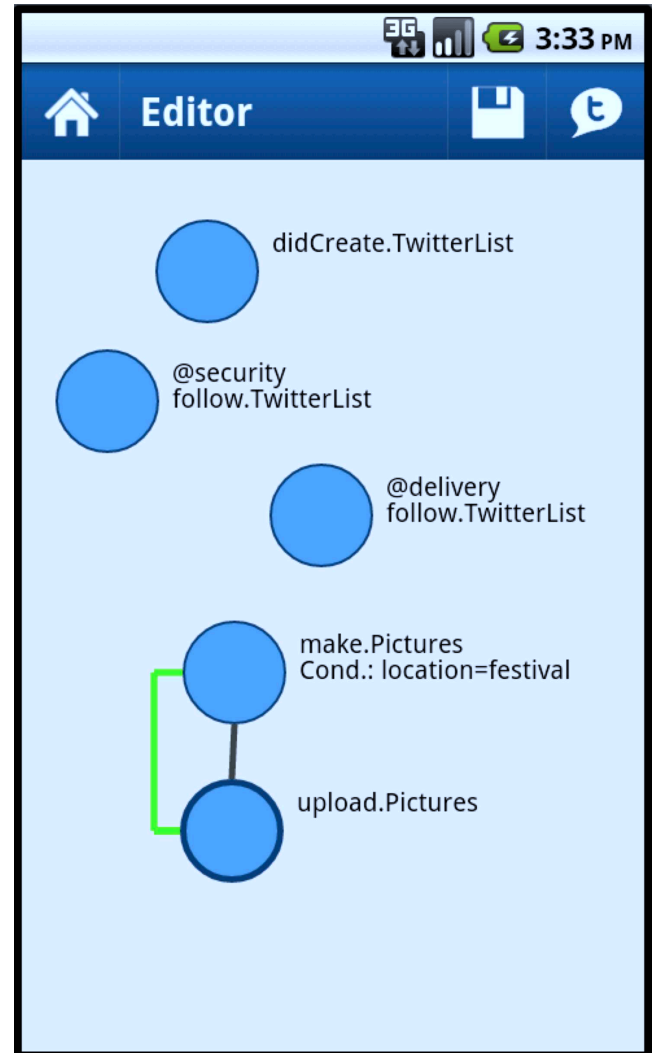 3G 3:33 PM
Editor
t
didCreate.TwitterList
@security
follow.TwitterList
@delivery
follow.TwitterList
make.Pictures
Cond.: location=festival
upload.Pictures